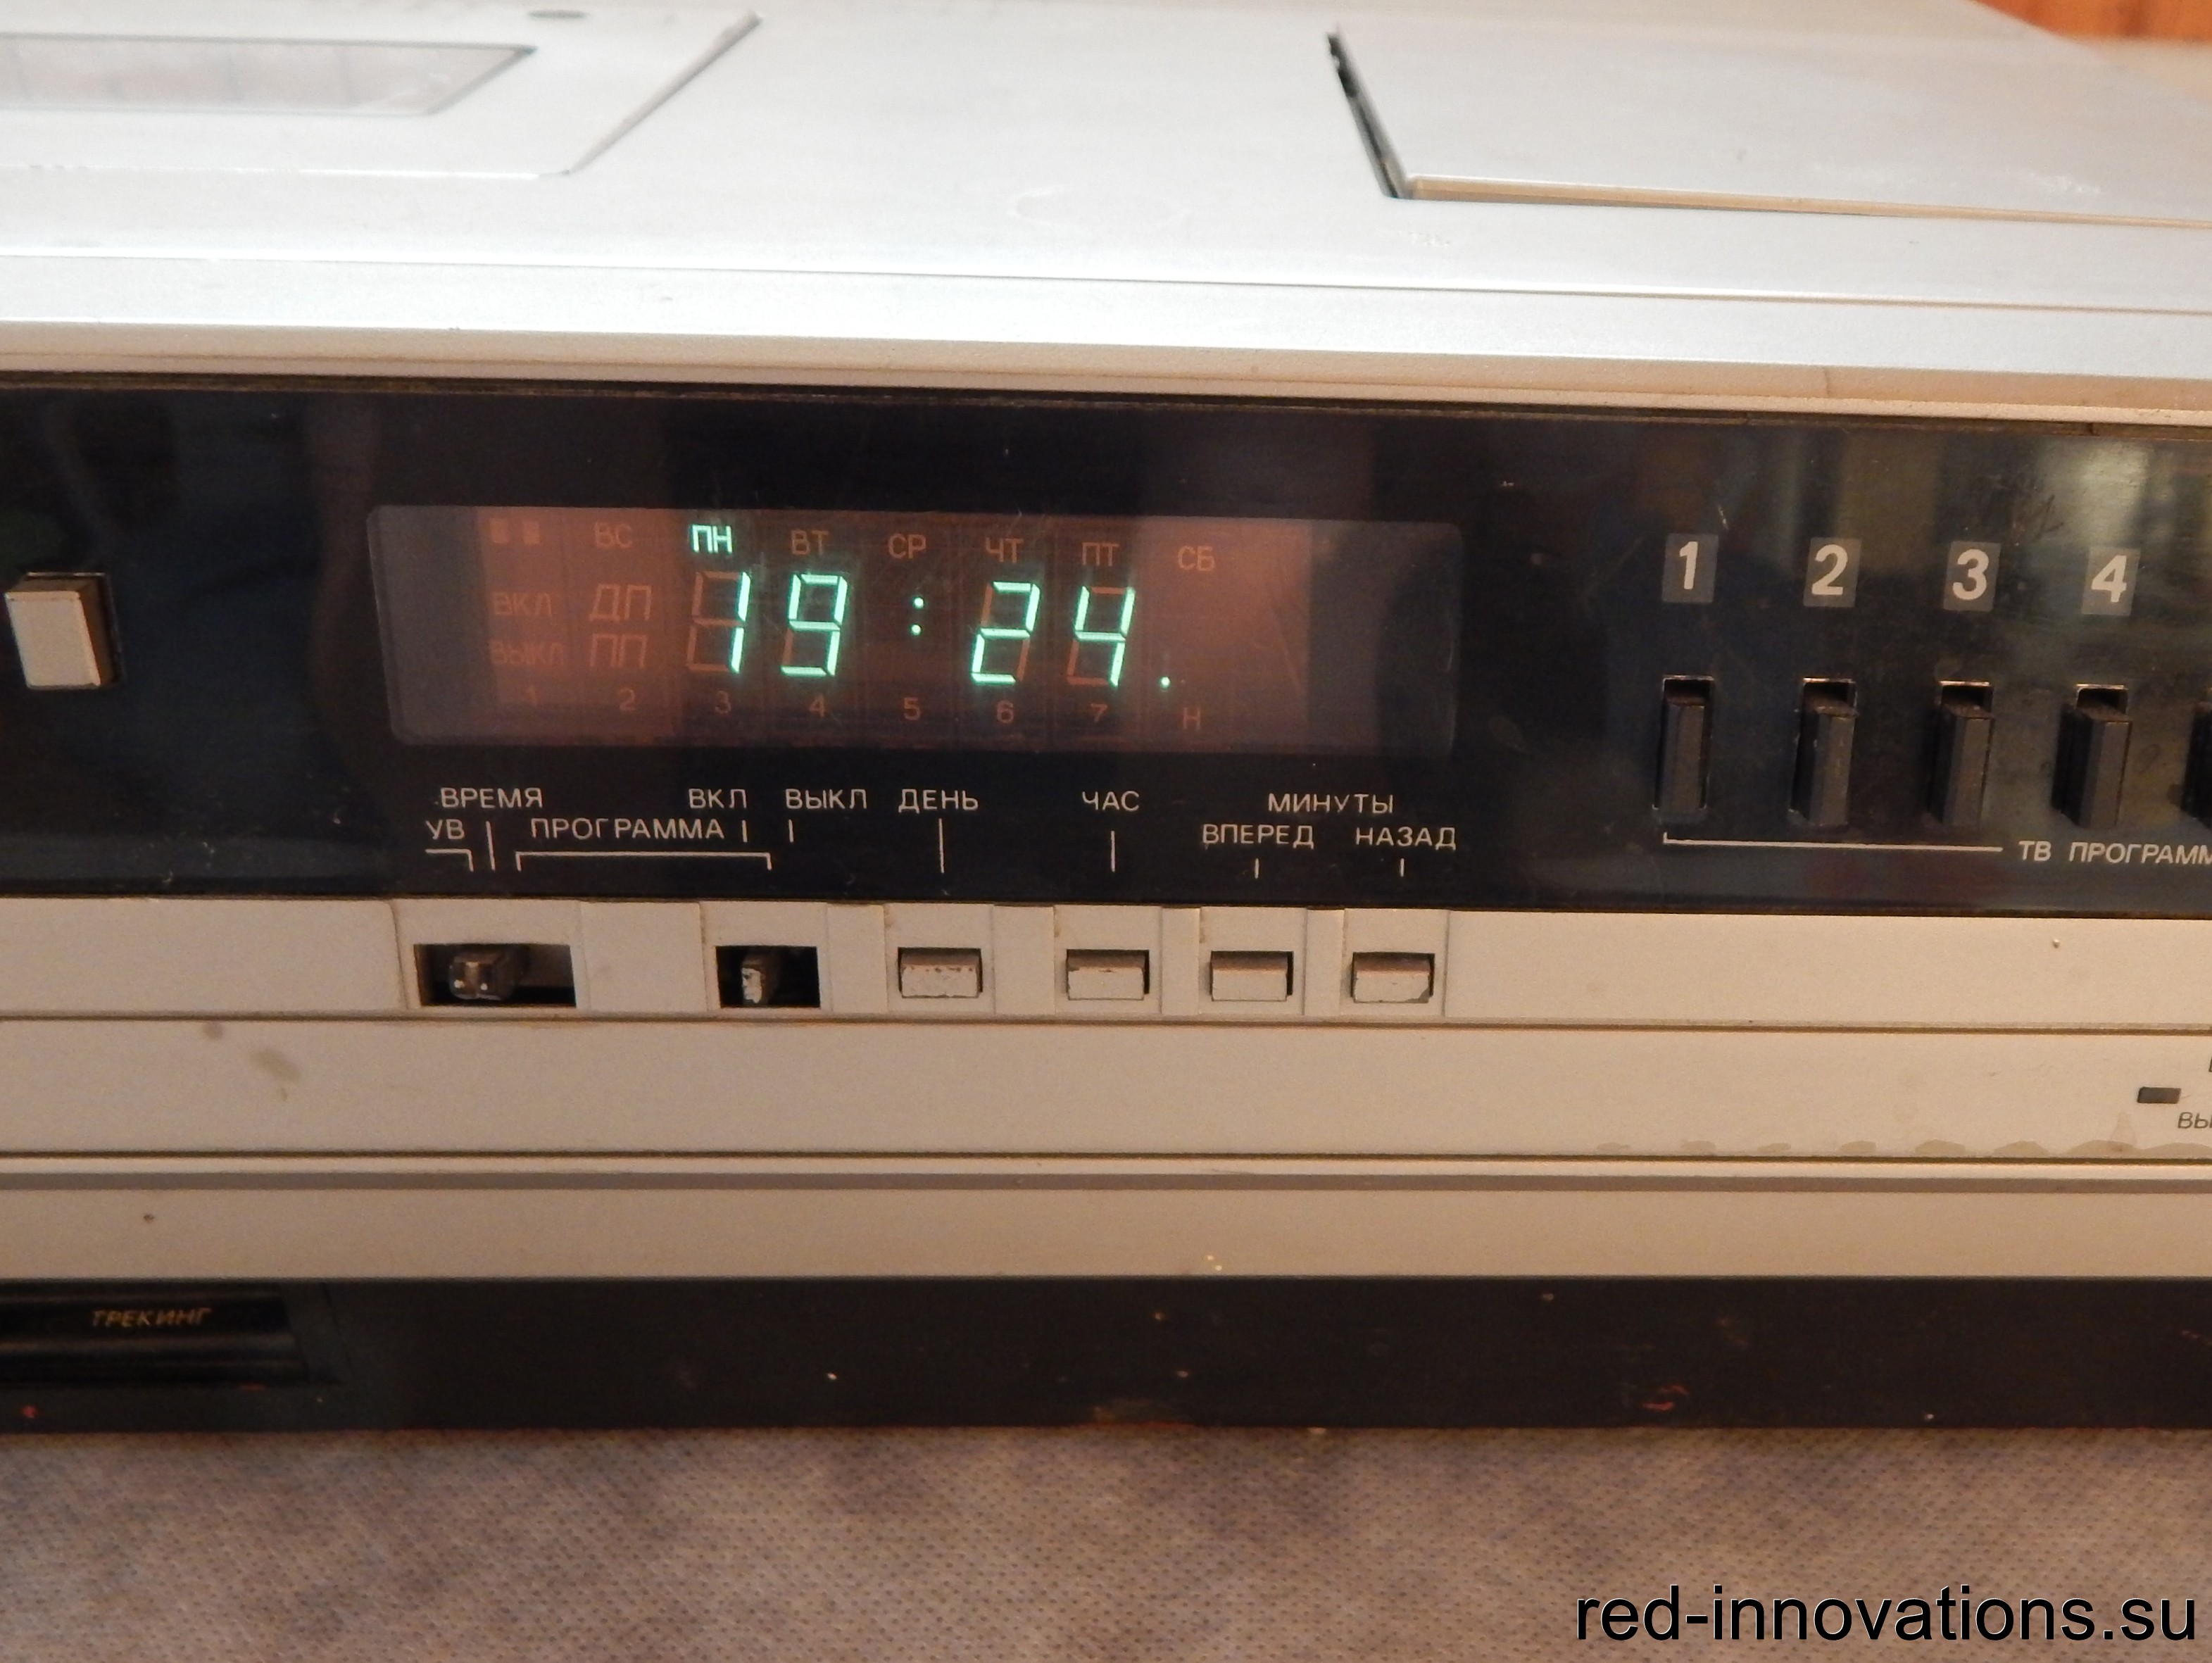 ВС ПН ВТ СР ЧТ ПТ СБ
ВКЛ ДП
19:24.
ВЫКЛ ПП
1 2 3 4 5 6 7 Н
1 2 3 4
ВРЕМЯ ВКЛ ВЫКЛ ДЕНЬ ЧАС МИНУТЫ
УВ ПРОГРАММА ВПЕРЕД НАЗАД
ТВ ПРОГРАММ
ТРЕКИНГ
red-innovations.su